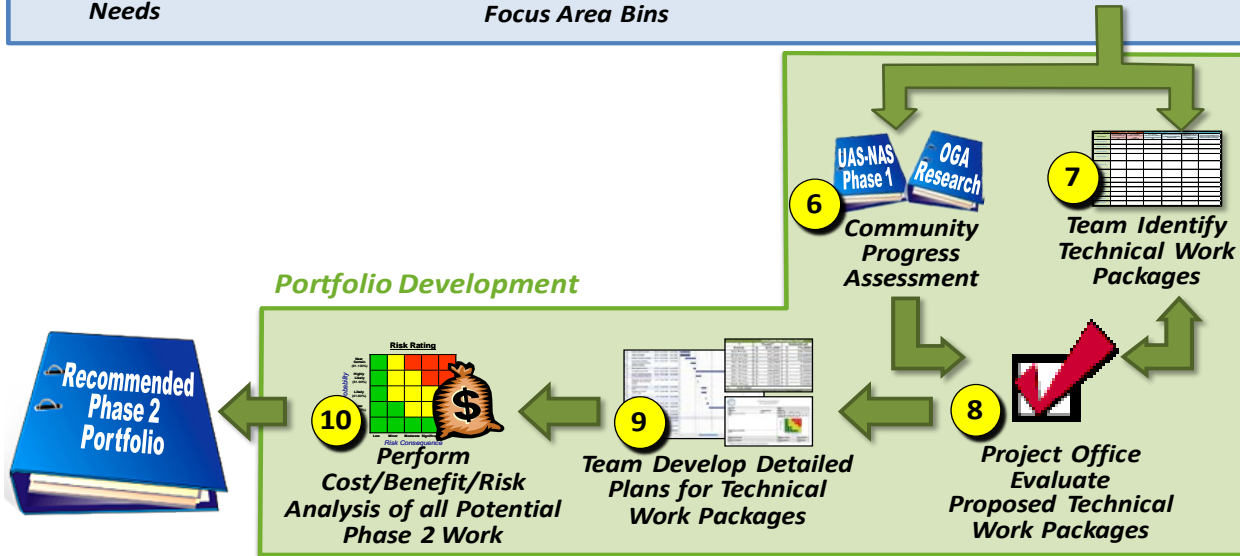 Needs
Focus Area Bins
UAS-NAS
Phase 1
OGA
Research
6
7
Community
Progress
Assessment
Team Identify
Technical Work
Packages
Portfolio Development
Recommended
Phase 2
Portfolio
Risk Rating
Risk Consequence
$
10
9
8
Perform
Cost/Benefit/Risk
Analysis of all Potential
Phase 2 Work
Team Develop Detailed
Plans for Technical
Work Packages
Project Office
Evaluate
Proposed Technical
Work Packages